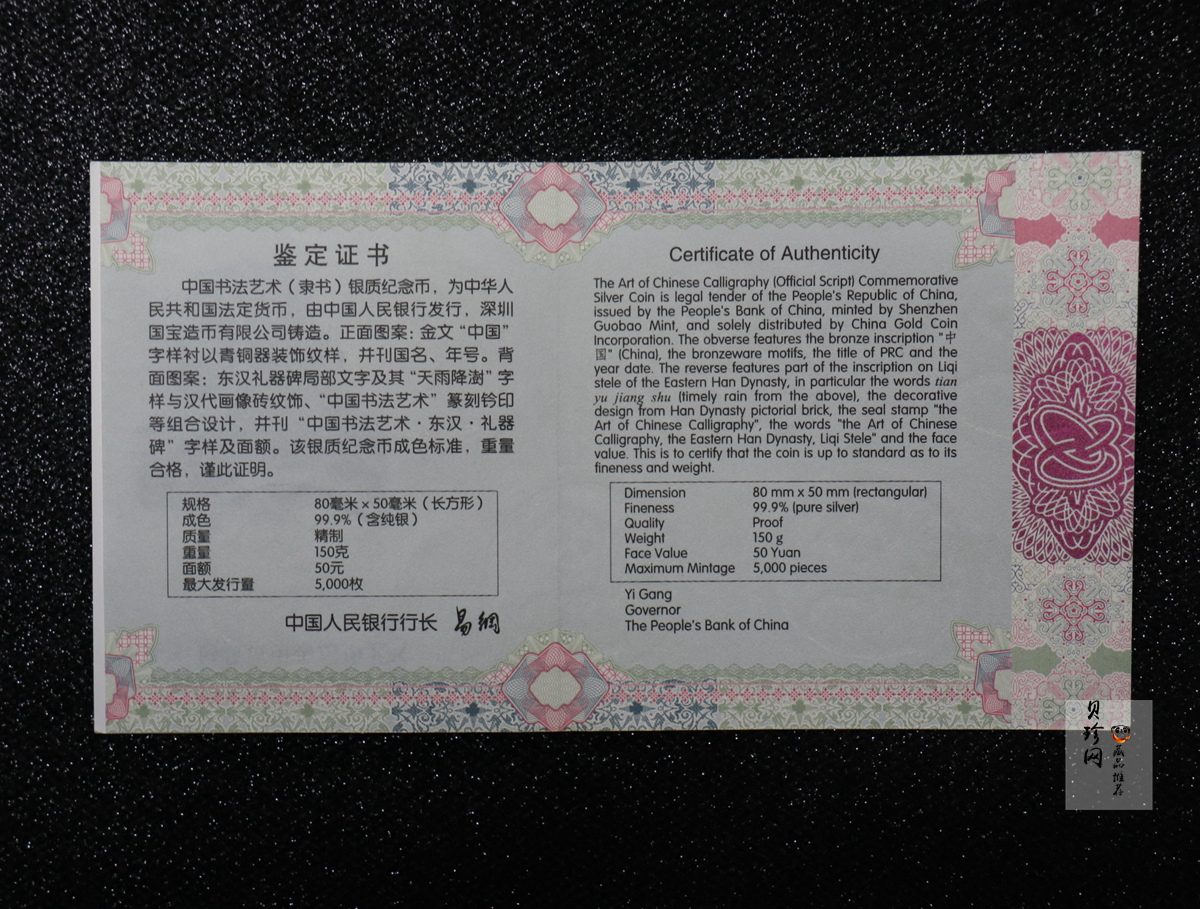 鉴定证书
中国书法艺术（隶书）银质纪念币，为中华人
民共和国法定货币，由中国人民银行发行，深圳
国宝造币有限公司铸造。正面图案：金文“中国”
字样衬以青铜器装饰纹样，并刊国名、年号。背
面图案：东汉礼器碑局部文字及其“天雨降澍”字
样与汉代画像砖纹饰、“中国书法艺术”篆刻钤印
等组合设计，并刊“中国书法艺术·东汉·礼器
碑”字样及面额。该银质纪念币成色标准，重量
合格，谨此证明。
规格 80毫米×50毫米（长方形）
成色 99.9%（含纯银）
质量 精制
重量 150克
面额 50元
最大发行量 5,000枚
中国人民银行行长 易纲
Certificate of Authenticity
The Art of Chinese Calligraphy (Official Script) Commemorative
Silver Coin is legal tender of the People's Republic of China,
issued by the People's Bank of China, minted by Shenzhen
Guobao Mint, and solely distributed by China Gold Coin
Incorporation. The obverse features the bronze inscription "中
国" (China), the bronzeware motifs, the title of PRC and the
year date. The reverse features part of the inscription on Liqi
stele of the Eastern Han Dynasty, in particular the words tian
yu jiang shu (timely rain from the above), the decorative
design from Han Dynasty pictorial brick, the seal stamp "the
Art of Chinese Calligraphy", the words "the Art of Chinese
Calligraphy, the Eastern Han Dynasty, Liqi Stele" and the face
value. This is to certify that the coin is up to standard as to its
fineness and weight.
Dimension 80 mm x 50 mm (rectangular)
Fineness 99.9% (pure silver)
Quality Proof
Weight 150 g
Face Value 50 Yuan
Maximum Mintage 5,000 pieces
Yi Gang
Governor
The People's Bank of China
贝珍网
藏品推荐